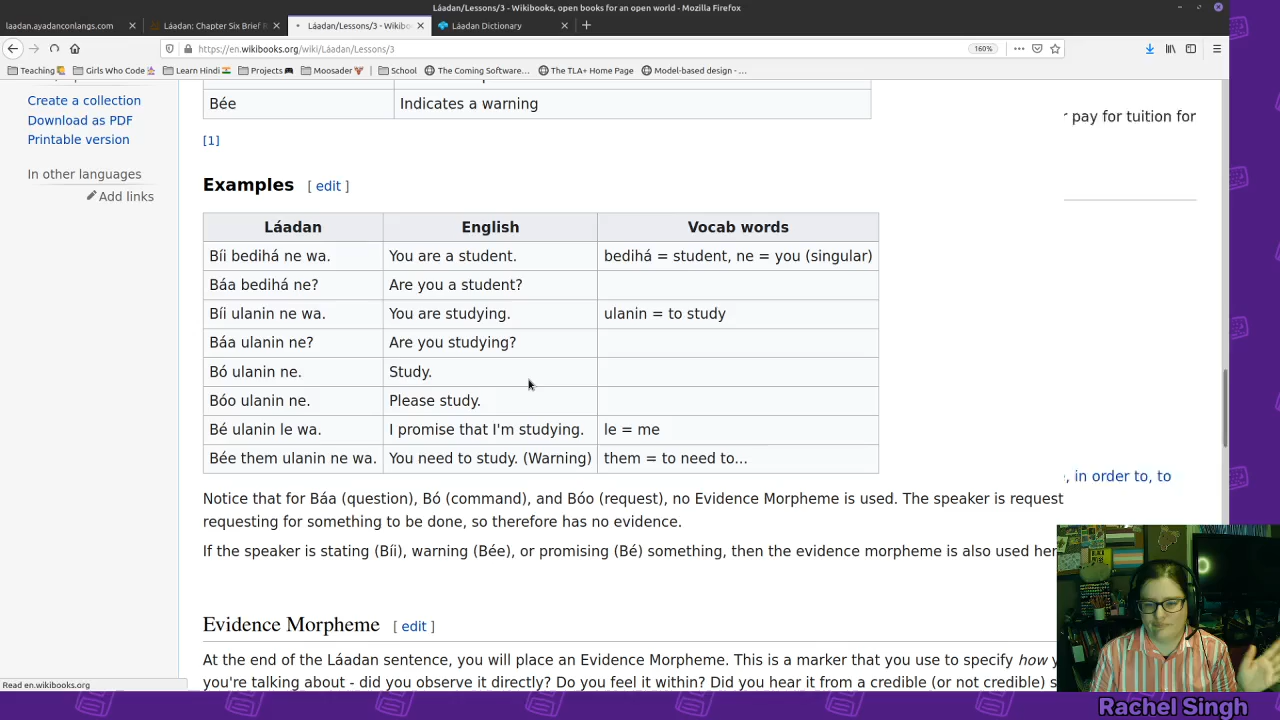 Láadan/Lessons/3 - Wikibooks, open books for an open world - Mozilla Firefox
laadan.ayadanconlangs.com
Láadan: Chapter Six Brief R
Láadan/Lessons/3 - Wikibo
Láadan Dictionary
https://en.wikibooks.org/wiki/Láadan/Lessons/3
160%
Teaching
Girls Who Code
Learn Hindi
Projects
Moosader
School
The Coming Software...
The TLA+ Home Page
Model-based design - ...
Create a collection
Download as PDF
Printable version
In other languages
Add links
Bée Indicates a warning
pay for tuition for
[1]
Examples [ edit ]
Láadan English Vocab words
Bíi bedihá ne wa. You are a student. bedihá = student, ne = you (singular)
Báa bedihá ne? Are you a student?
Bíi ulanin ne wa. You are studying. ulanin = to study
Báa ulanin ne? Are you studying?
Bó ulanin ne. Study.
Bóo ulanin ne. Please study.
Bé ulanin le wa. I promise that I'm studying. le = me
Bée them ulanin ne wa. You need to study. (Warning) them = to need to...
, in order to, to
Notice that for Báa (question), Bó (command), and Bóo (request), no Evidence Morpheme is used. The speaker is request
requesting for something to be done, so therefore has no evidence.
If the speaker is stating (Bíi), warning (Bée), or promising (Bé) something, then the evidence morpheme is also used her
Evidence Morpheme [ edit ]
At the end of the Láadan sentence, you will place an Evidence Morpheme. This is a marker that you use to specify how y
you're talking about - did you observe it directly? Do you feel it within? Did you hear it from a credible (or not credible) s
Read en.wikibooks.org
Rachel Singh